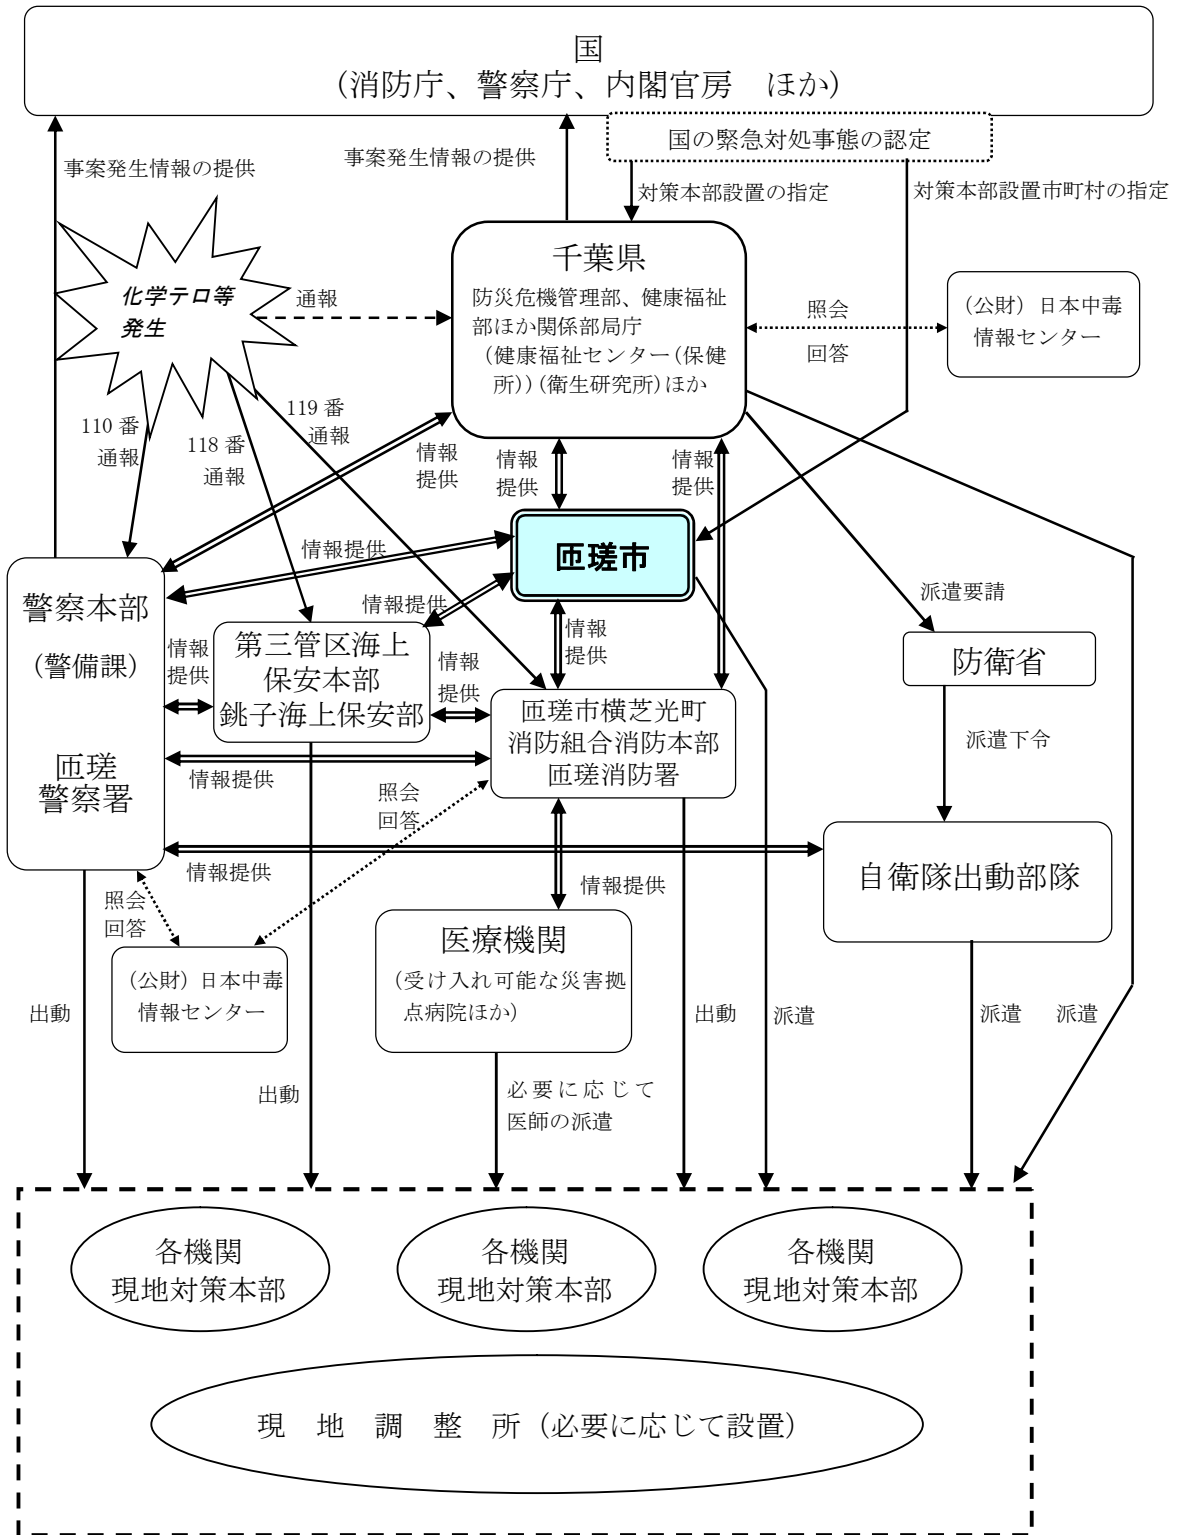 国
（消防庁、警察庁、内閣官房　ほか）
国の緊急対処事態の認定
事案発生情報の提供
事案発生情報の提供
対策本部設置の指定
対策本部設置市町村の指定
化学テロ等
発生
通報
千葉県
防災危機管理部、健康福祉
部ほか関係部局庁
（健康福祉センター（保健
所））（衛生研究所）ほか
照会
回答
（公財）日本中毒
情報センター
110 番
通報
118 番
通報
119 番
通報
情報
提供
情報
提供
情報
提供
匝瑳市
情報提供
情報提供
情報
提供
派遣要請
警察本部
（警備課）
匝瑳
警察署
情報
提供
第三管区海上
保安本部
銚子海上保安部
情報
提供
匝瑳市横芝光町
消防組合消防本部
匝瑳消防署
防衛省
派遣下令
情報提供
照会
回答
情報提供
自衛隊出動部隊
情報提供
照会
回答
（公財）日本中毒
情報センター
医療機関
（受け入れ可能な災害拠
点病院ほか）
出動
出動
必要に応じて
医師の派遣
出動
派遣
派遣
派遣
各機関
現地対策本部
各機関
現地対策本部
各機関
現地対策本部
現　地　調　整　所（必要に応じて設置）